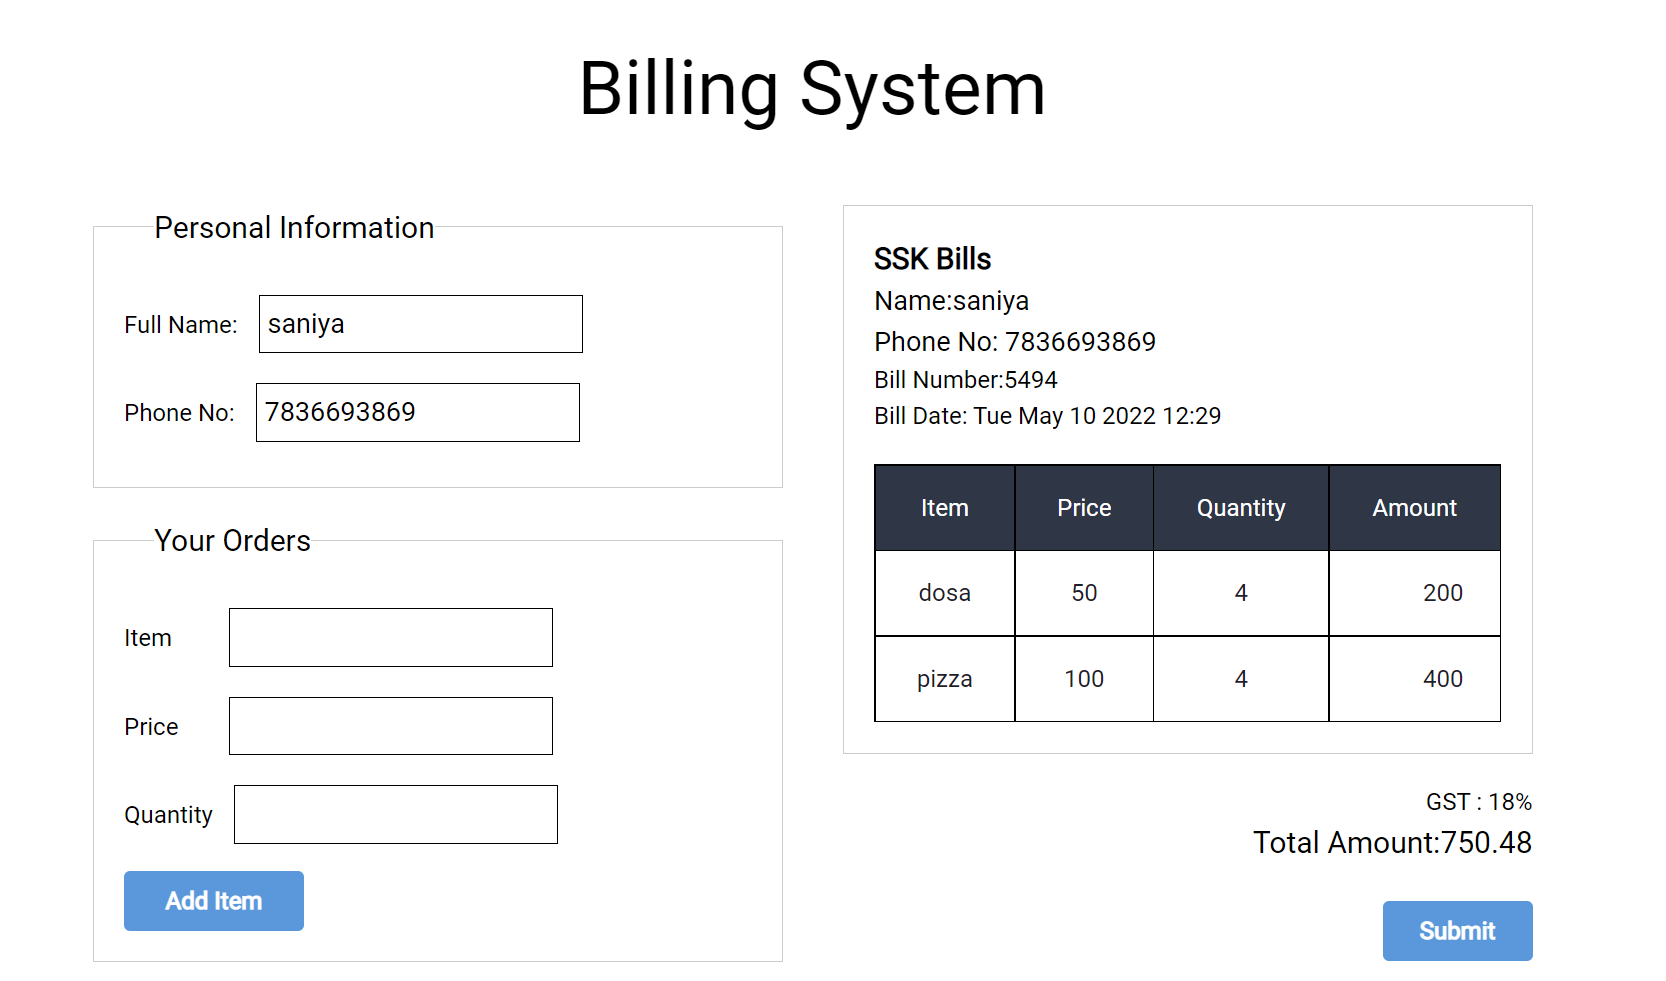 Billing System
Personal Information
Full Name: saniya
Phone No: 7836693869
Your Orders
Item
Price
Quantity
Add Item
SSK Bills
Name:saniya
Phone No: 7836693869
Bill Number:5494
Bill Date: Tue May 10 2022 12:29
Item Price Quantity Amount
dosa 50 4 200
pizza 100 4 400
GST : 18%
Total Amount:750.48
Submit